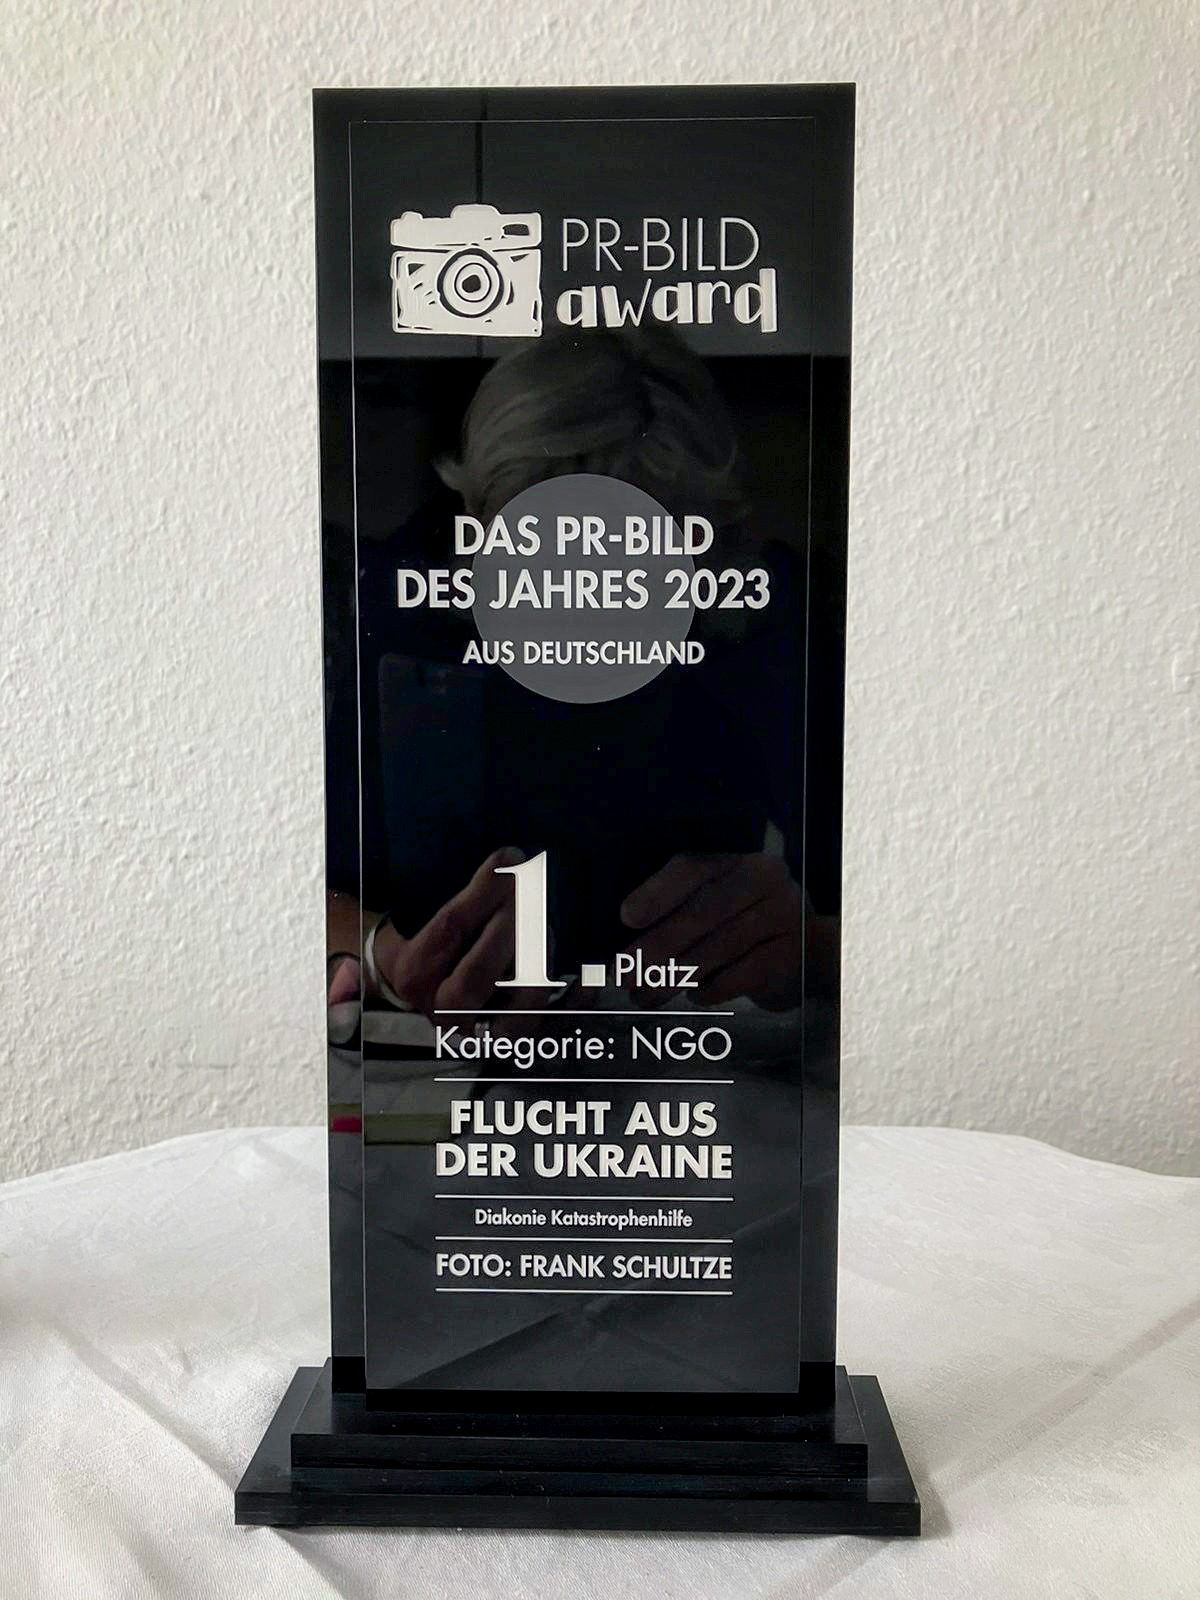 PR-BILD
award
DAS PR-BILD
DES JAHRES 2023
AUS DEUTSCHLAND
1. Platz
Kategorie: NGO
FLUCHT AUS
DER UKRAINE
Diakonie Katastrophenhilfe
FOTO: FRANK SCHULTZE